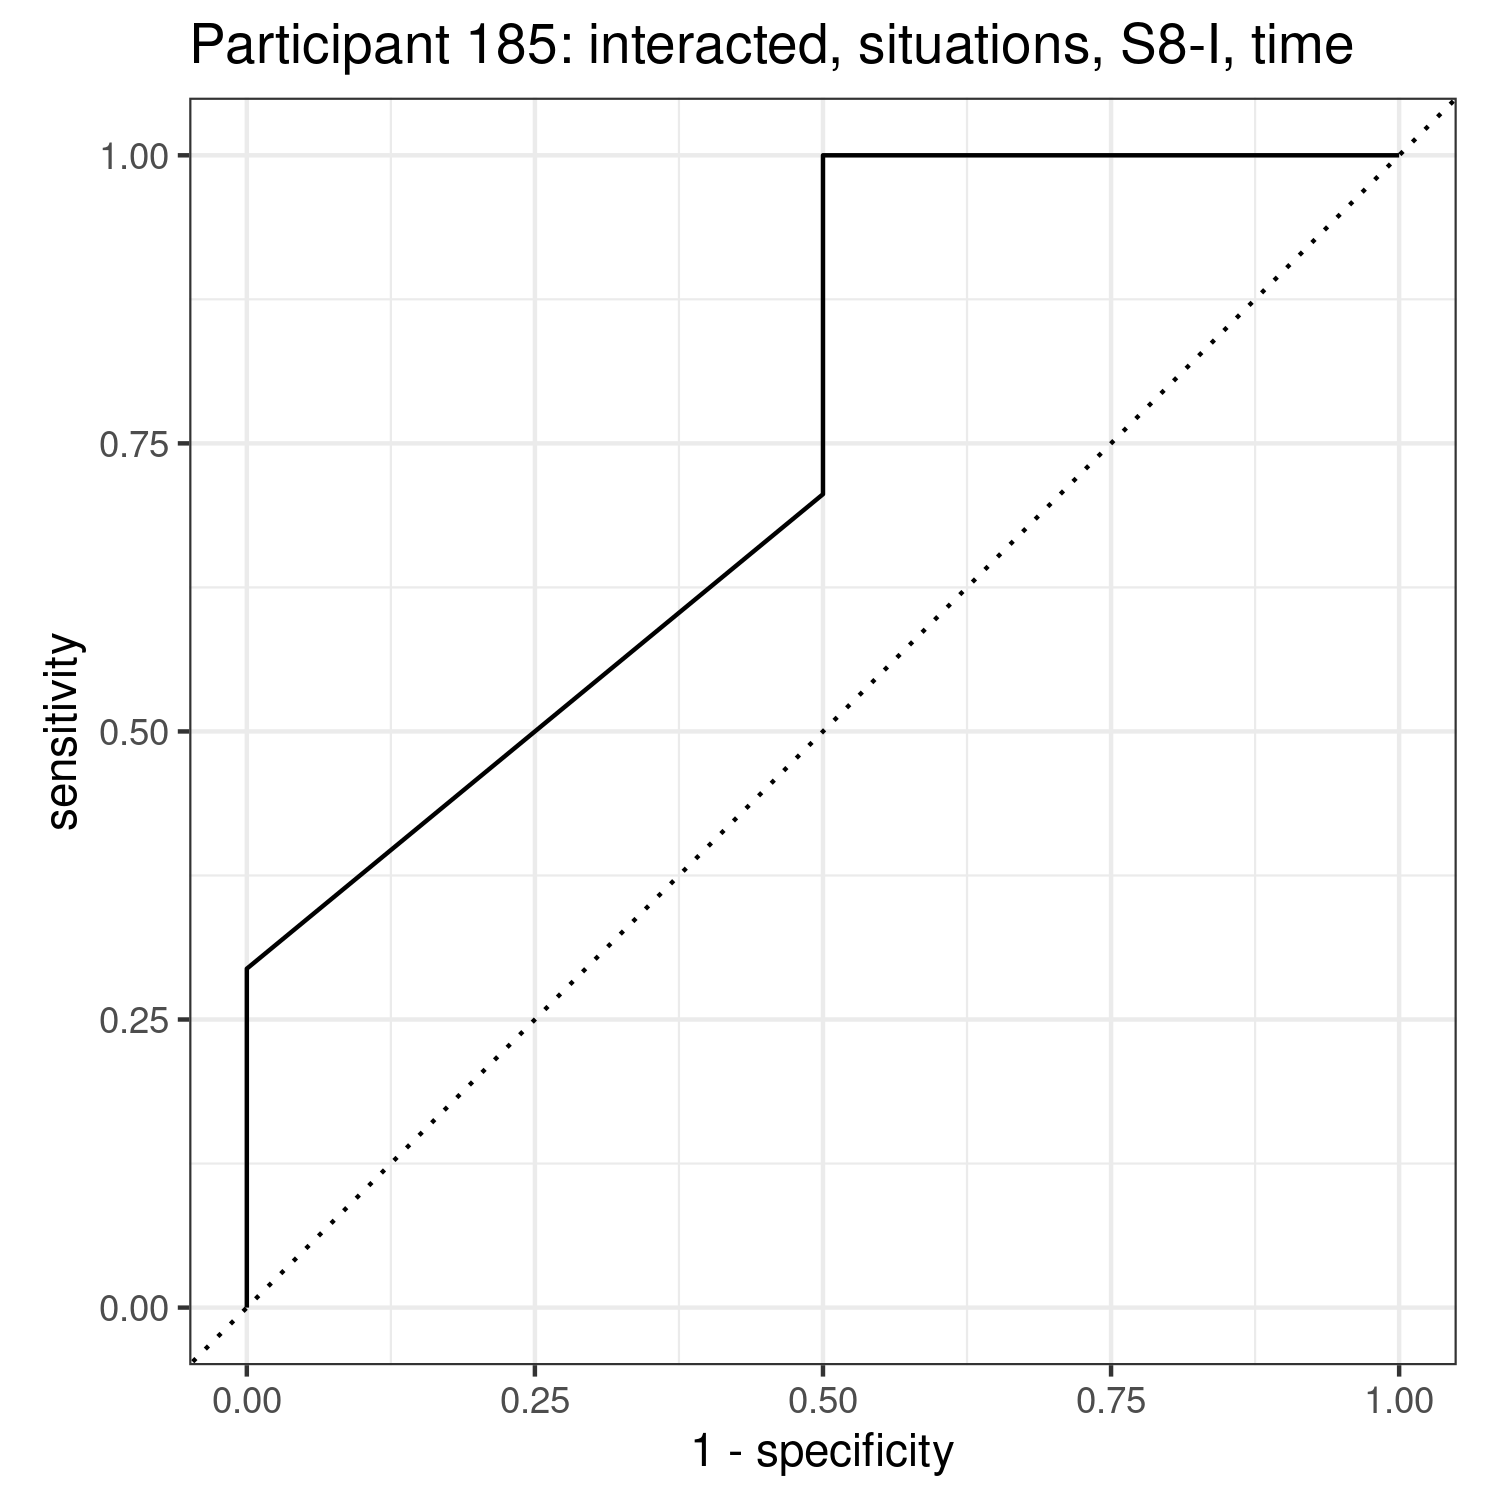 Participant 185: interacted, situations, S8-I, time
1.00
0.75
0.50
0.25
0.00
sensitivity
0.00 0.25 0.50 0.75 1.00
1 - specificity